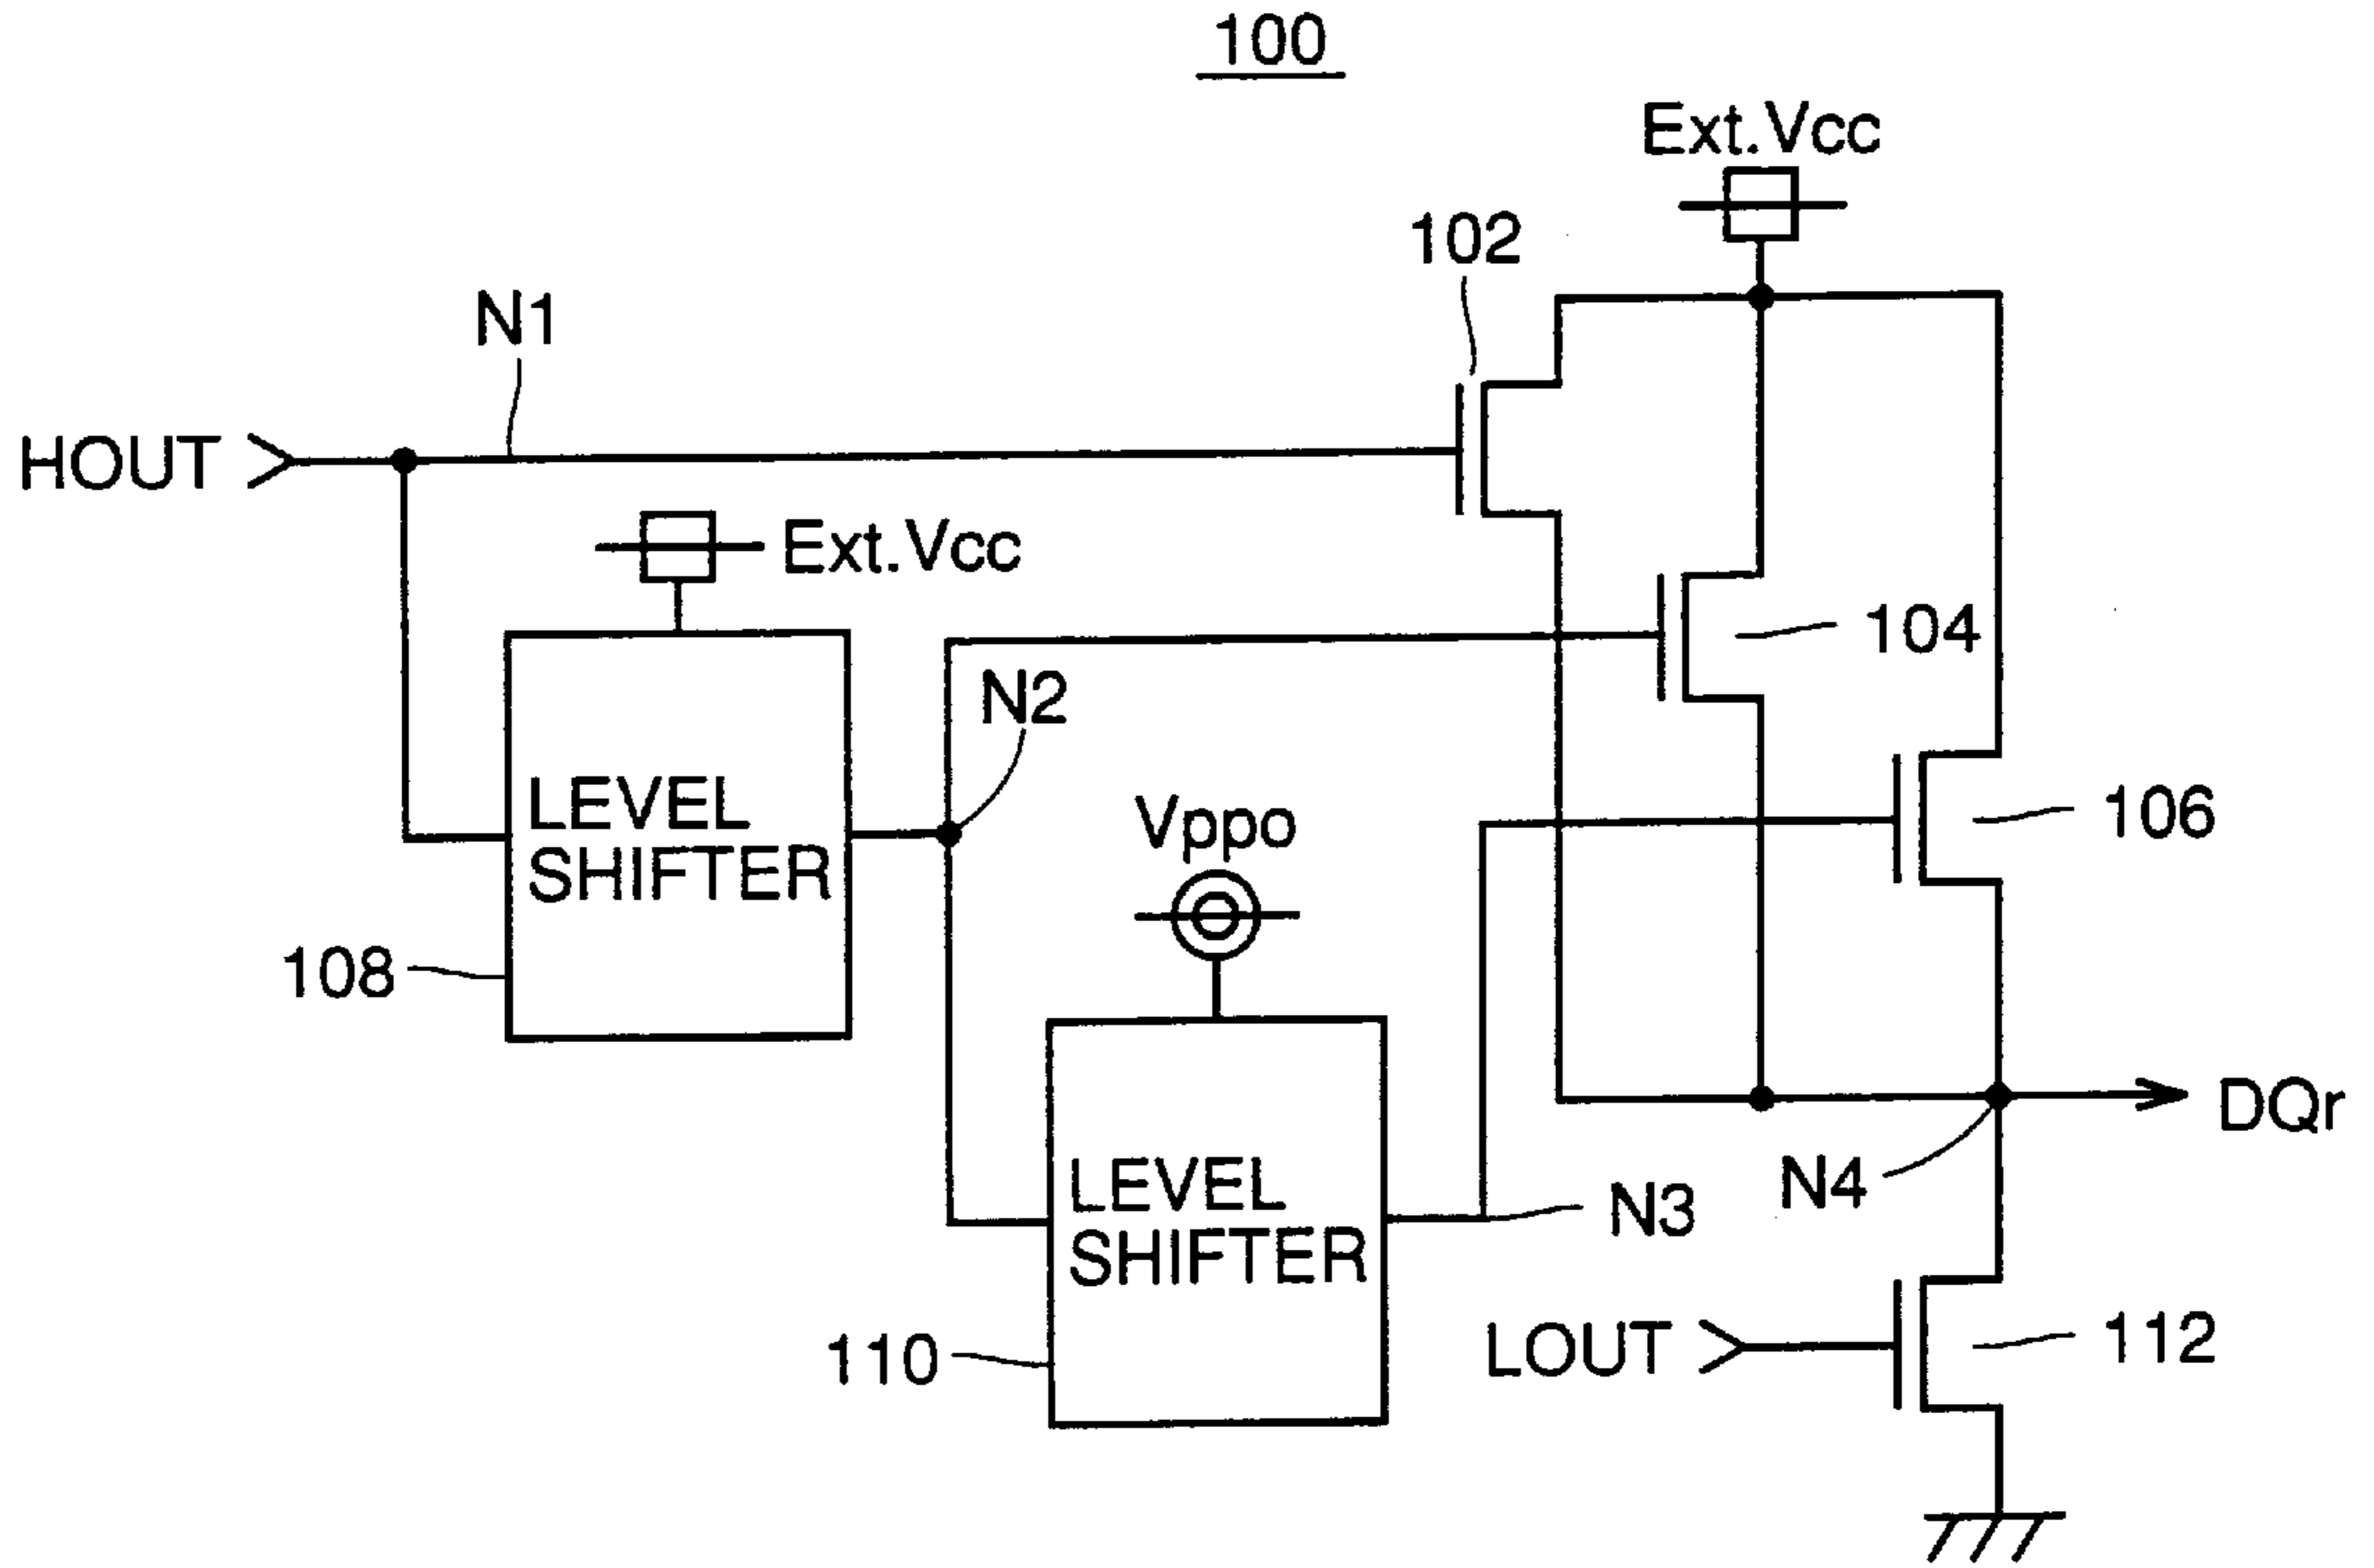 100
Ext.Vcc
102
N1
HOUT
Ext.Vcc
104
N2
LEVEL
SHIFTER
Vppo
106
108
DQr
LEVEL
SHIFTER
N3
N4
110
LOUT
112